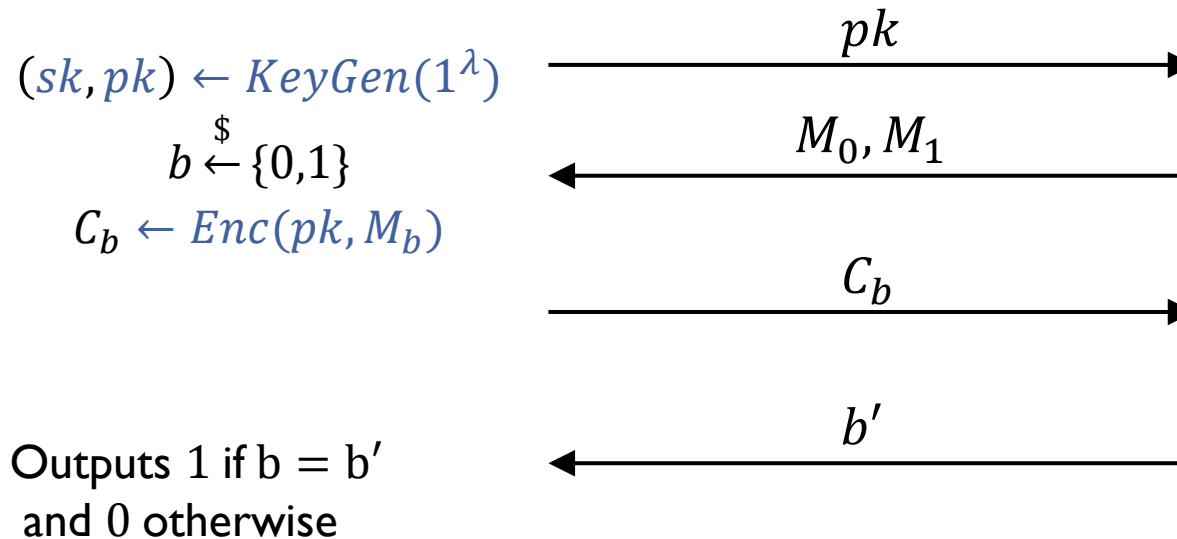 pk
(sk, pk) ← KeyGen(1^λ)
M_0, M_1
b $← {0,1}
C_b ← Enc(pk, M_b)
C_b
b′
Outputs 1 if b = b′
and 0 otherwise